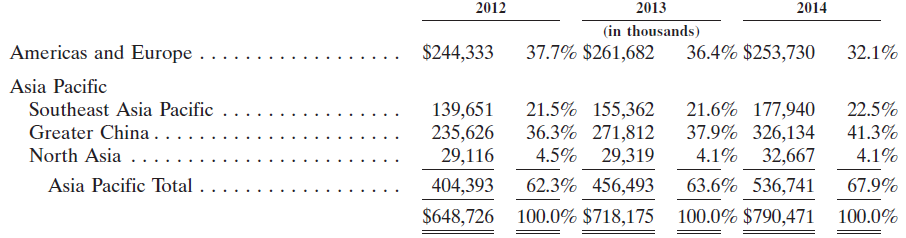 2012 2013 2014
(in thousands)
Americas and Europe . . . . . . . . . . . . . . . . . . $244,333 37.7% $261,682 36.4% $253,730 32.1%
Asia Pacific
Southeast Asia Pacific . . . . . . . . . . . . . . . . 139,651 21.5% 155,362 21.6% 177,940 22.5%
Greater China . . . . . . . . . . . . . . . . . . . . . . 235,626 36.3% 271,812 37.9% 326,134 41.3%
North Asia . . . . . . . . . . . . . . . . . . . . . . . . 29,116 4.5% 29,319 4.1% 32,667 4.1%
Asia Pacific Total . . . . . . . . . . . . . . . . . . 404,393 62.3% 456,493 63.6% 536,741 67.9%
$648,726 100.0% $718,175 100.0% $790,471 100.0%